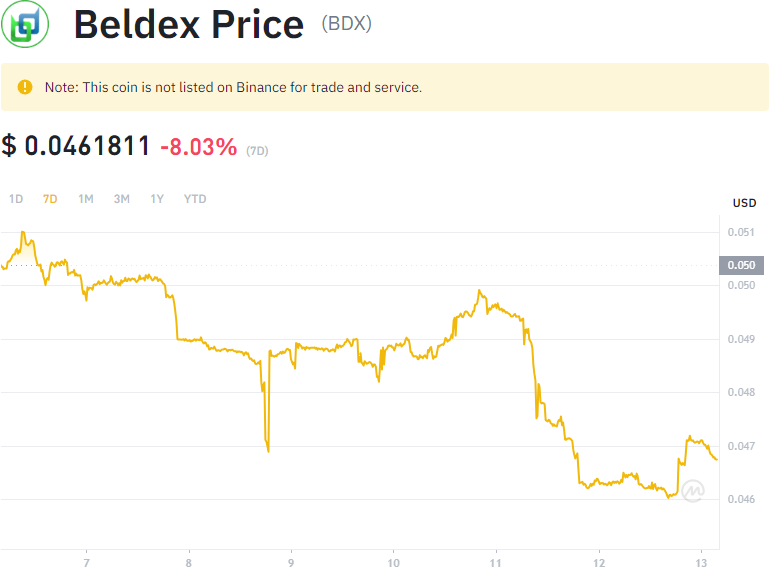 Beldex Price (BDX)
Note: This coin is not listed on Binance for trade and service.
$ 0.0461811 -8.03% (7D)
1D 7D 1M 3M 1Y YTD
USD
0.051
0.050
0.050
0.049
0.048
0.047
0.046
7 8 9 10 11 12 13